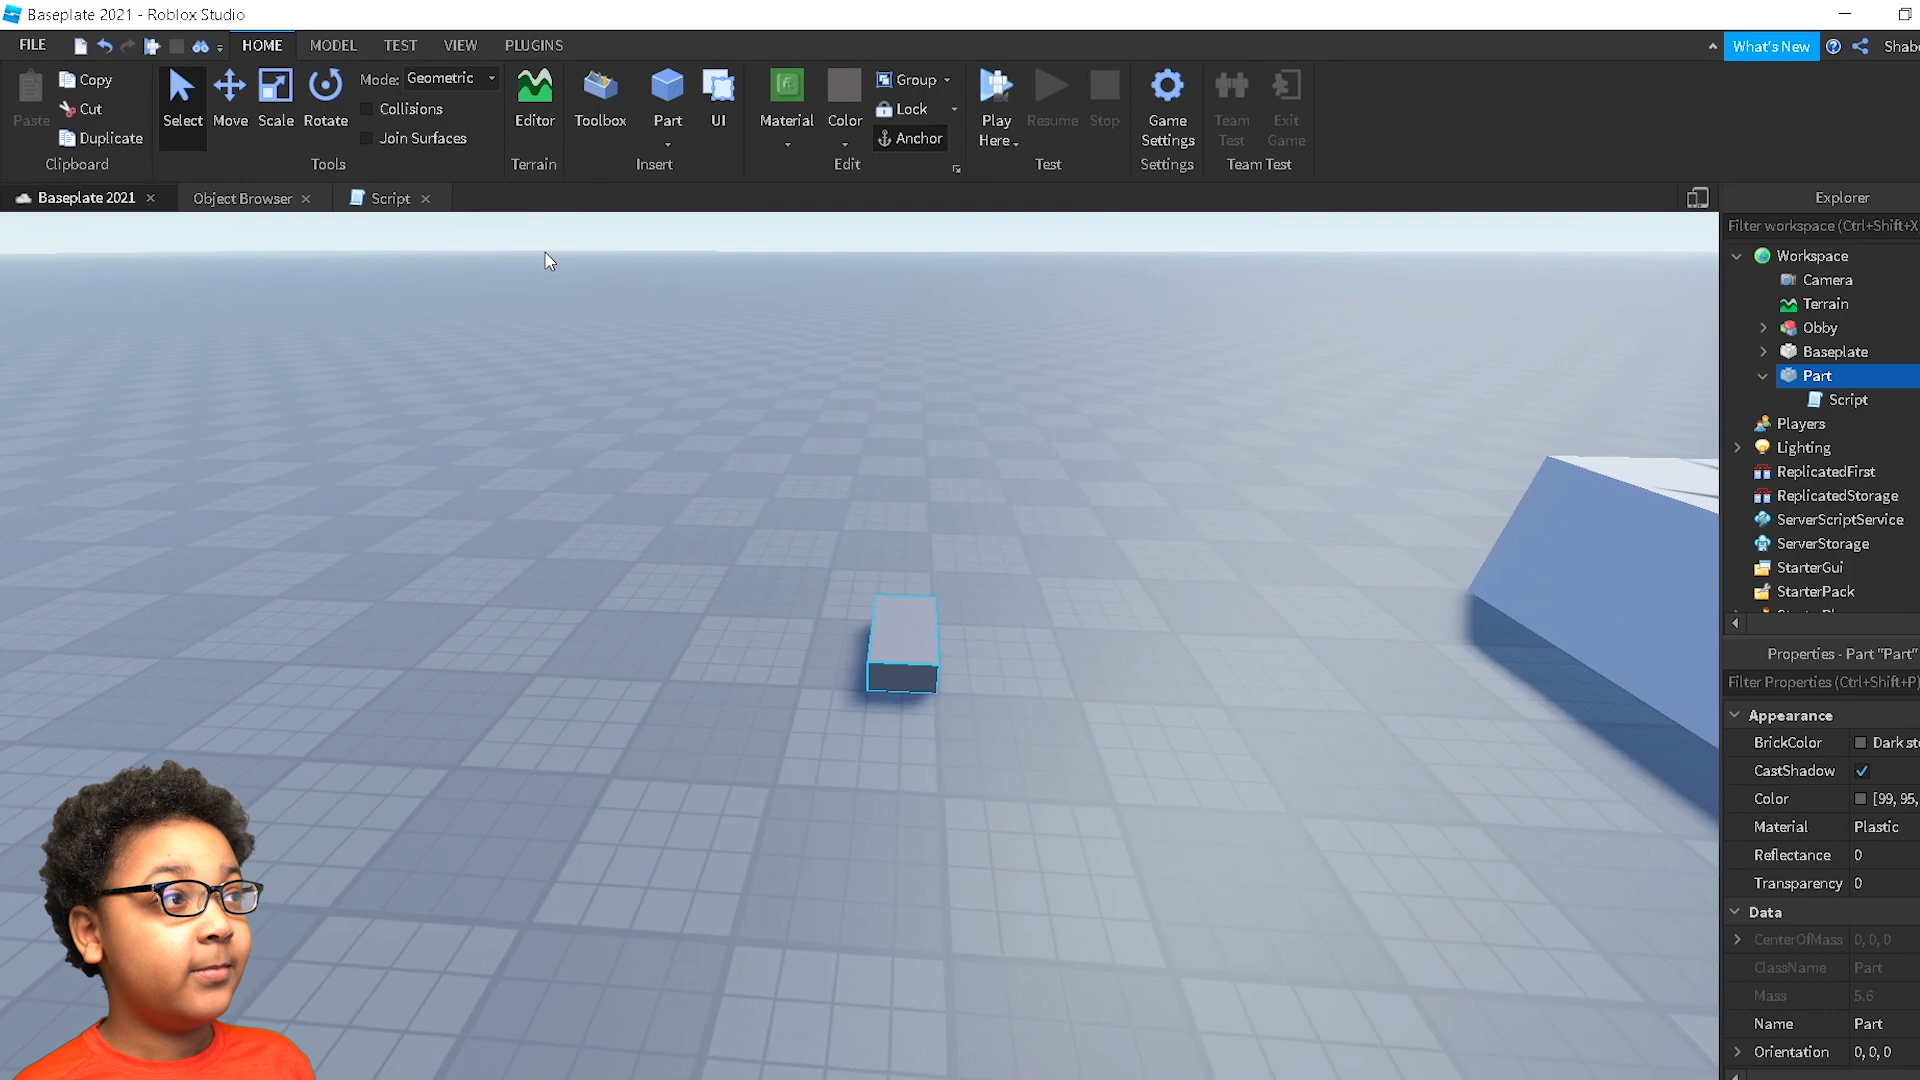 Baseplate 2021 - Roblox Studio
FILE HOME MODEL TEST VIEW PLUGINS What's New Shab
Paste Copy Cut Duplicate Clipboard
Select Move Scale Rotate Mode: Geometric Collisions Join Surfaces Tools
Editor Terrain
Toolbox Part UI Insert
Material Color Group Lock Anchor Edit
Play Here Resume Stop Test
Game Settings Settings
Team Test Exit Game Team Test
Baseplate 2021 Object Browser Script
Explorer
Filter workspace (Ctrl+Shift+X
Workspace
Camera
Terrain
Obby
Baseplate
Part
Script
Players
Lighting
ReplicatedFirst
ReplicatedStorage
ServerScriptService
ServerStorage
StarterGui
StarterPack
Properties - Part "Part"
Filter Properties (Ctrl+Shift+P)
Appearance
BrickColor Dark st
CastShadow
Color [99, 95,
Material Plastic
Reflectance 0
Transparency 0
Data
CenterOfMass 0, 0, 0
ClassName Part
Mass 5.6
Name Part
Orientation 0, 0, 0